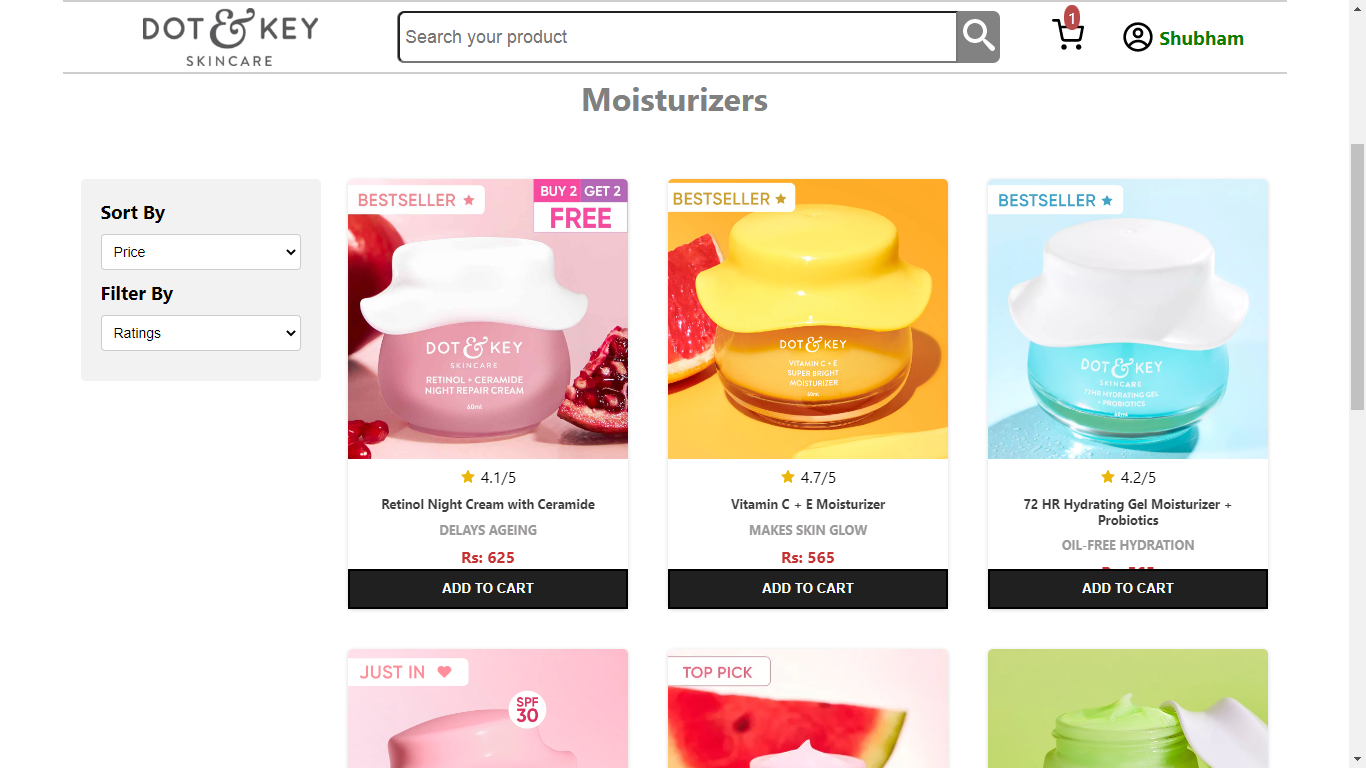 DOT & KEY
SKINCARE
Search your product
1
Shubham
Moisturizers
Sort By
Price
Filter By
Ratings
BESTSELLER
BUY 2 GET 2
FREE
DOT & KEY
SKINCARE
RETINOL + CERAMIDE
NIGHT REPAIR CREAM
60ml
4.1/5
Retinol Night Cream with Ceramide
DELAYS AGEING
Rs: 625
ADD TO CART
BESTSELLER
DOT & KEY
VITAMIN C + E
SUPER BRIGHT
MOISTURIZER
60ml
4.7/5
Vitamin C + E Moisturizer
MAKES SKIN GLOW
Rs: 565
ADD TO CART
BESTSELLER
DOT & KEY
SKINCARE
72HR HYDRATING GEL
+ PROBIOTICS
60ml
4.2/5
72 HR Hydrating Gel Moisturizer +
Probiotics
OIL-FREE HYDRATION
ADD TO CART
JUST IN
SPF
30
TOP PICK